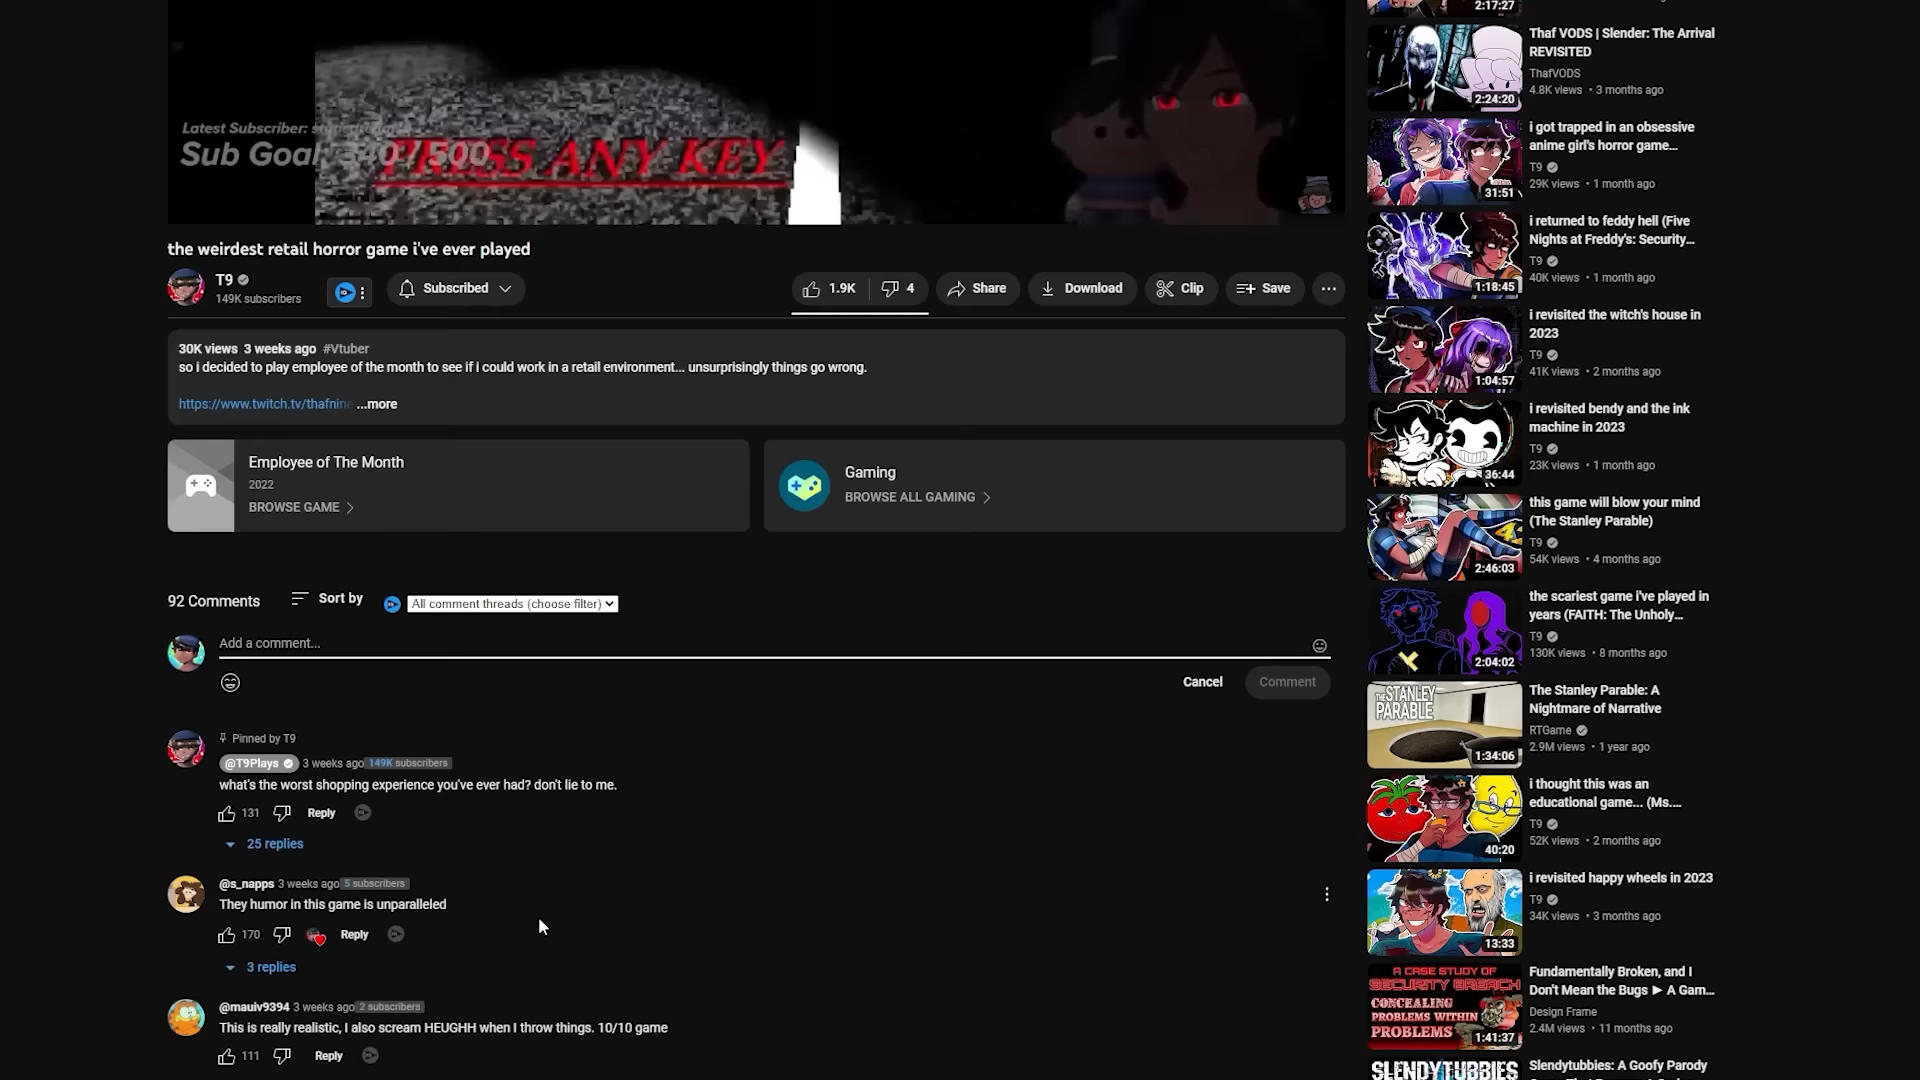 Latest Subscriber:
Sub Goal: 340 / 500
PRESS ANY KEY
the weirdest retail horror game i've ever played
T9
149K subscribers
Subscribed
1.9K
4
Share
Download
Clip
Save
30K views 3 weeks ago #Vtuber
so i decided to play employee of the month to see if I could work in a retail environment... unsurprisingly things go wrong.
https://www.twitch.tv/thafnine ...more
Employee of The Month
2022
BROWSE GAME
Gaming
BROWSE ALL GAMING
92 Comments
Sort by
All comment threads (choose filter)
Add a comment...
Cancel
Comment
Pinned by T9
@T9Plays 3 weeks ago 149K subscribers
what's the worst shopping experience you've ever had? don't lie to me.
131
Reply
25 replies
@s_napps 3 weeks ago 5 subscribers
They humor in this game is unparalleled
170
Reply
3 replies
@mauiv9394 3 weeks ago 2 subscribers
This is really realistic, I also scream HEUGHH when I throw things. 10/10 game
111
Reply
2:17:27
Thaf VODS | Slender: The Arrival
REVISITED
ThafVODS
4.8K views • 3 months ago
2:24:20
i got trapped in an obsessive
anime girl's horror game...
T9
29K views • 1 month ago
31:51
i returned to feddy hell (Five
Nights at Freddy's: Security...
T9
40K views • 1 month ago
1:18:45
i revisited the witch's house in
2023
T9
41K views • 2 months ago
1:04:57
i revisited bendy and the ink
machine in 2023
T9
23K views • 1 month ago
36:44
this game will blow your mind
(The Stanley Parable)
T9
54K views • 4 months ago
2:46:03
the scariest game i've played in
years (FAITH: The Unholy...
T9
130K views • 8 months ago
2:04:02
THE STANLEY
PARABLE
The Stanley Parable: A
Nightmare of Narrative
RTGame
2.9M views • 1 year ago
1:34:06
i thought this was an
educational game... (Ms....
T9
52K views • 2 months ago
40:20
i revisited happy wheels in 2023
T9
34K views • 3 months ago
13:33
A CASE STUDY OF
SECURITY BREACH
CONCEALING
PROBLEMS WITHIN
PROBLEMS
Fundamentally Broken, and I
Don't Mean the Bugs ► A Gam...
Design Frame
2.4M views • 11 months ago
1:41:37
SLENDYTUBBIES
Slendytubbies: A Goofy Parody